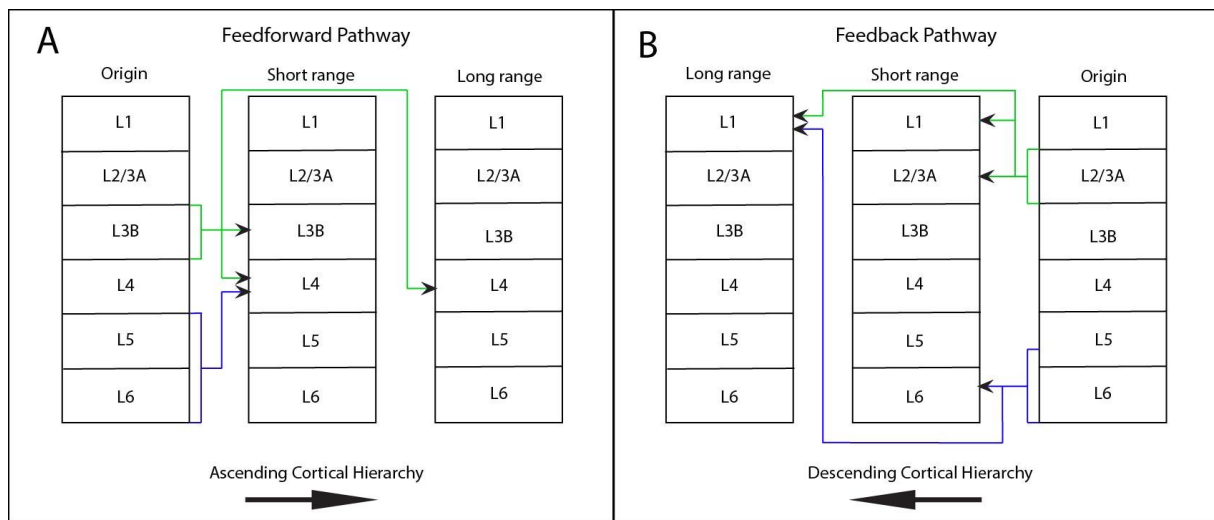 A
Feedforward Pathway
Origin
Short range
Long range
L1
L1
L1
L2/3A
L2/3A
L2/3A
L3B
L3B
L3B
L4
L4
L4
L5
L5
L5
L6
L6
L6
Ascending Cortical Hierarchy
B
Feedback Pathway
Long range
Short range
Origin
L1
L1
L1
L2/3A
L2/3A
L2/3A
L3B
L3B
L3B
L4
L4
L4
L5
L5
L5
L6
L6
L6
Descending Cortical Hierarchy